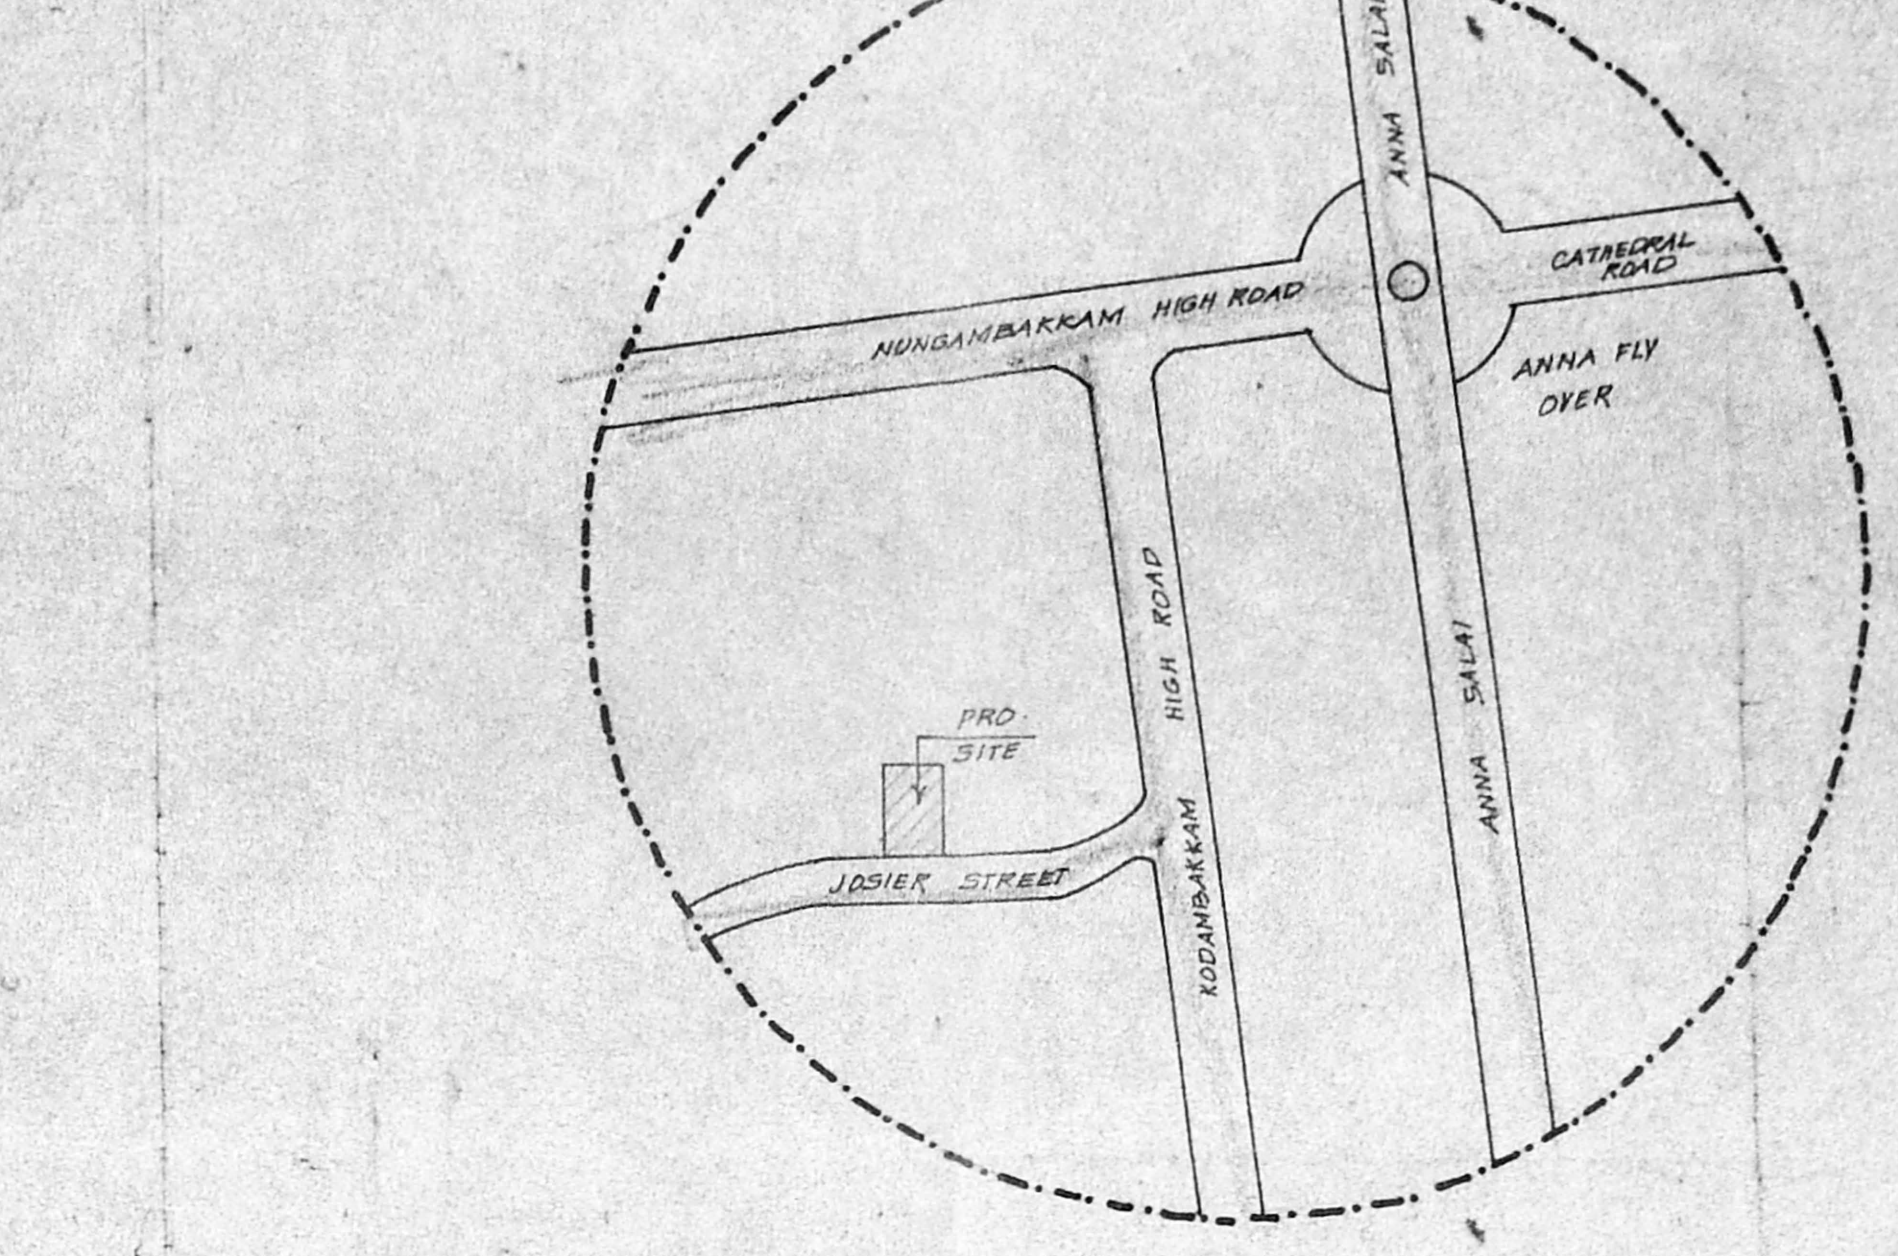 ANNA SALAI
CATHEDRAL
ROAD
NUNGAMBAKKAM HIGH ROAD
ANNA FLY
OVER
KODAMBAKKAM HIGH ROAD
ANNA SALAI
PRO.
SITE
JOSIER STREET